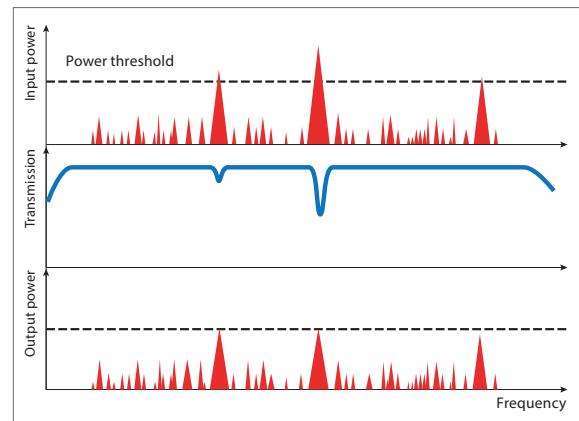 Input power
Power threshold
Transmission
Output power
Frequency